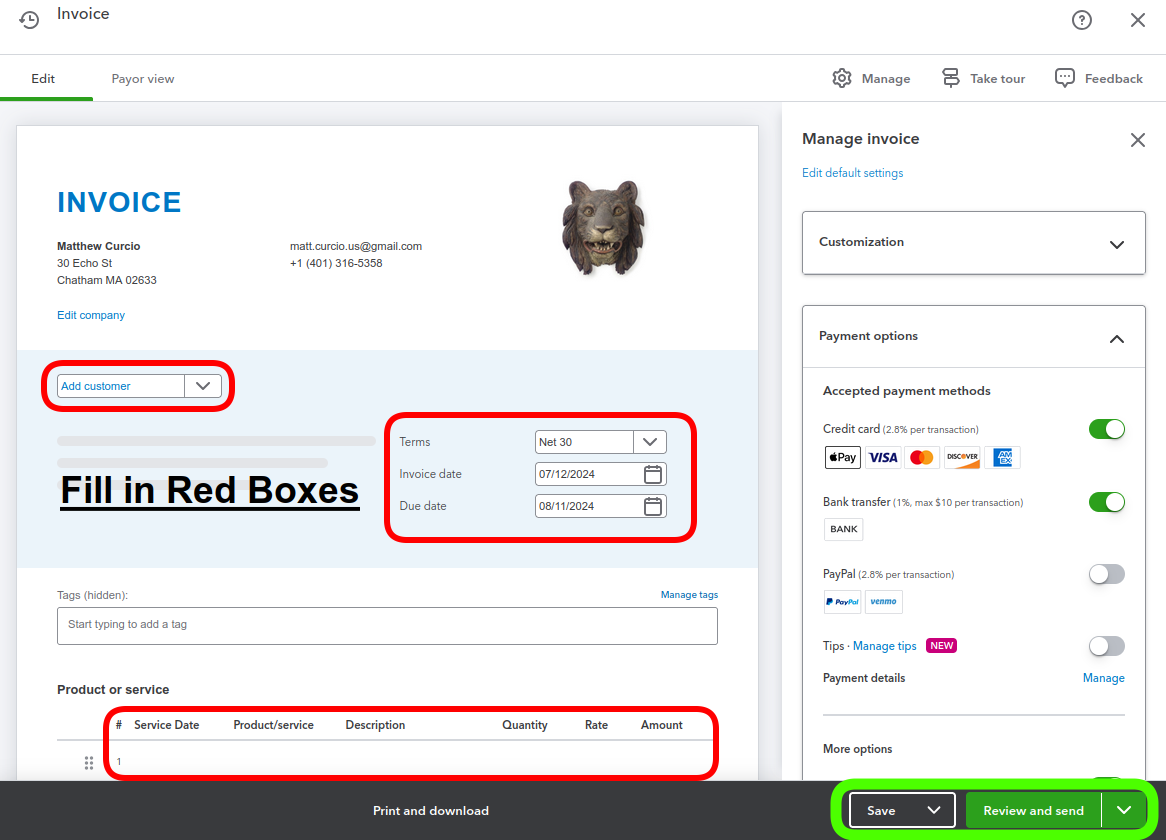 Invoice
Edit
Payor view
Manage
Take tour
Feedback
INVOICE
Matthew Curcio
30 Echo St
Chatham MA 02633
matt.curcio.us@gmail.com
+1 (401) 316-5358
Edit company
Add customer
Fill in Red Boxes
Terms Net 30
Invoice date 07/12/2024
Due date 08/11/2024
Tags (hidden): Manage tags
Start typing to add a tag
Product or service
# Service Date Product/service Description Quantity Rate Amount
1
Manage invoice
Edit default settings
Customization
Payment options
Accepted payment methods
Credit card (2.8% per transaction)
Pay VISA DISCOVER AM EX
Bank transfer (1%, max $10 per transaction)
BANK
PayPal (2.8% per transaction)
PayPal venmo
Tips · Manage tips NEW
Payment details Manage
More options
Print and download
Save
Review and send